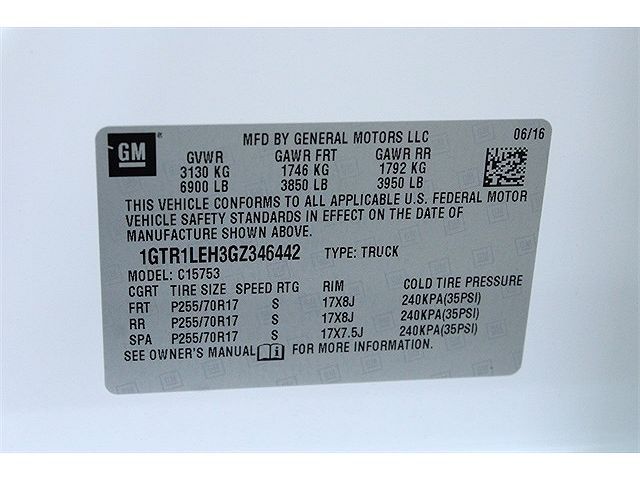 GM
MFD BY GENERAL MOTORS LLC 06/16
GVWR GAWR FRT GAWR RR
3130 KG 1746 KG 1792 KG
6900 LB 3850 LB 3950 LB
THIS VEHICLE CONFORMS TO ALL APPLICABLE U.S. FEDERAL MOTOR
VEHICLE SAFETY STANDARDS IN EFFECT ON THE DATE OF
MANUFACTURE SHOWN ABOVE.
1GTR1LEH3GZ346442 TYPE: TRUCK
MODEL: C15753
CGRT TIRE SIZE SPEED RTG RIM COLD TIRE PRESSURE
FRT P255/70R17 S 17X8J 240KPA(35PSI)
RR P255/70R17 S 17X8J 240KPA(35PSI)
SPA P255/70R17 S 17X7.5J 240KPA(35PSI)
SEE OWNER'S MANUAL